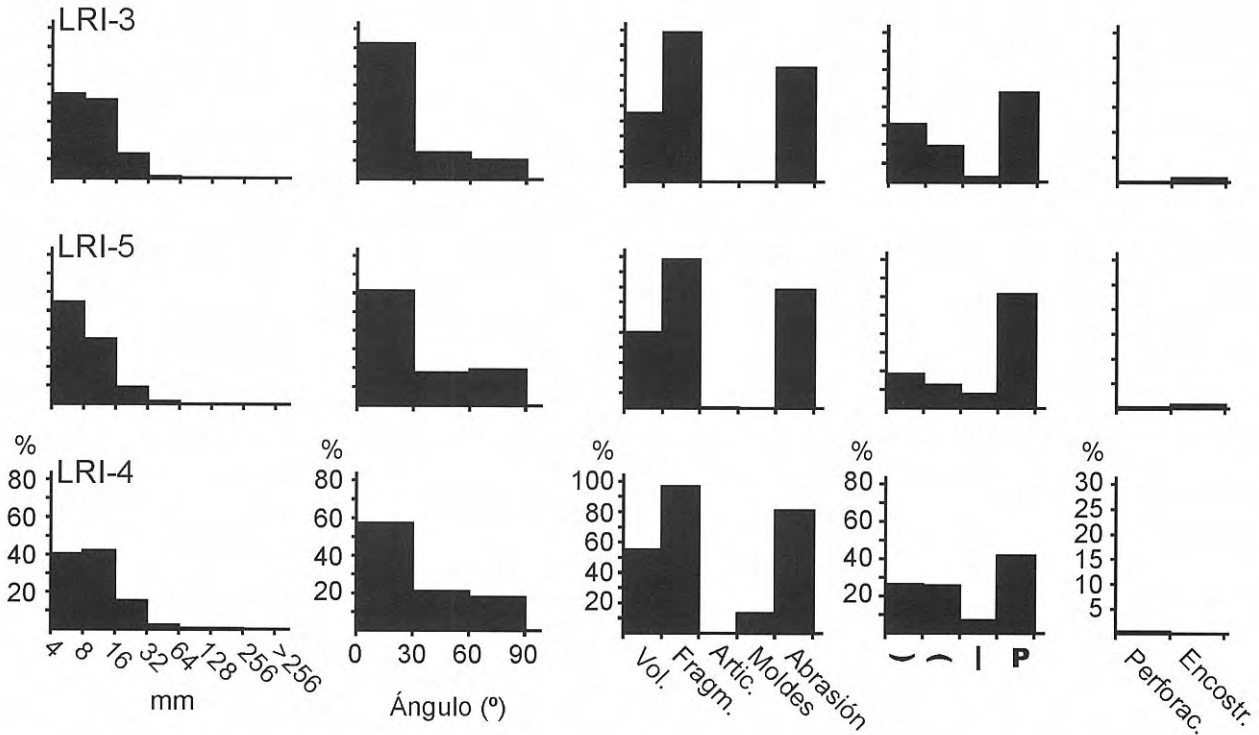 LRI-3
LRI-5
LRI-4
%
80
60
40
20
4 8 16 32 64 128 256 >256
mm
%
80
60
40
20
0 30 60 90
Ángulo (º)
%
100
80
60
40
20
Vol. Fragm. Artic. Moldes Abrasión
%
80
60
40
20
P
%
30
25
20
15
10
5
Perforac. Encostr.